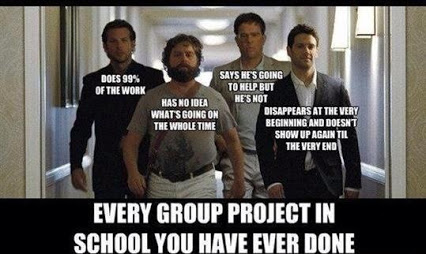 DOES 99%
OF THE WORK
HAS NO IDEA
WHAT'S GOING ON
THE WHOLE TIME
SAYS HE'S GOING
TO HELP BUT
HE'S NOT
DISAPPEARS AT THE VERY
BEGINNING AND DOESN'T
SHOW UP AGAIN TIL
THE VERY END
EVERY GROUP PROJECT IN
SCHOOL YOU HAVE EVER DONE